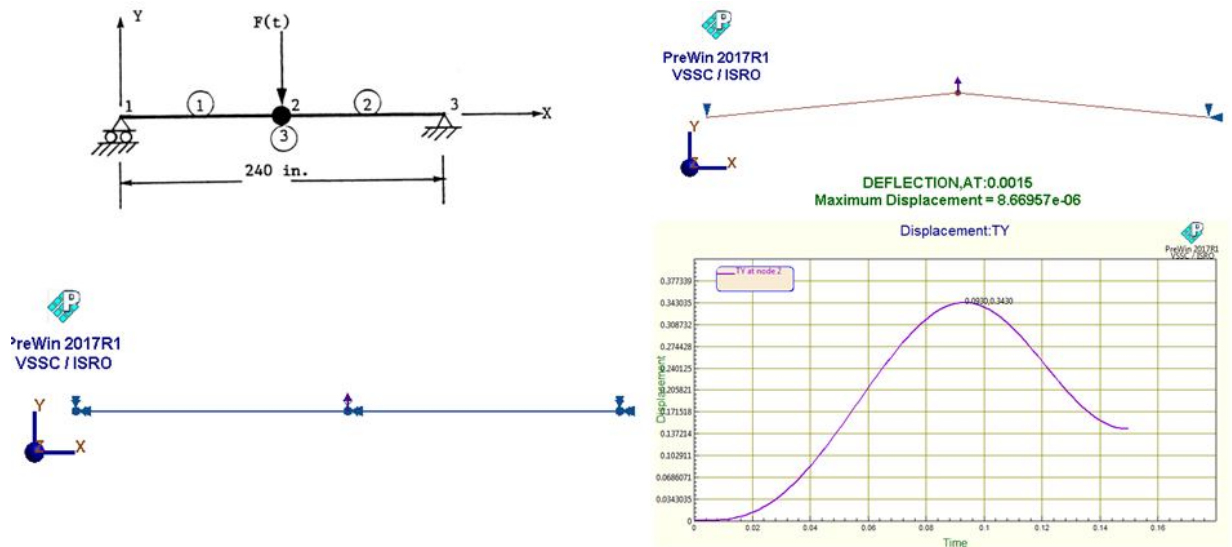 Y
F(t)
1
1
2
2
3
X
3
240 in.
P
PreWin 2017R1
VSSC / ISRO
Y
Z
X
DEFLECTION,AT:0.0015
Maximum Displacement = 8.66957e-06
P
PreWin 2017R1
VSSC / ISRO
Y
Z
X
Displacement:TY
PreWin 2017R1
VSSC / ISRO
TY at node 2
0.0930,0.3430
0.377339
0.343035
0.308732
0.274428
0.240125
0.205821
0.171518
0.137214
0.102911
0.0686071
0.0343035
0
Displacement
0
0.02
0.04
0.06
0.08
0.1
0.12
0.14
0.16
Time